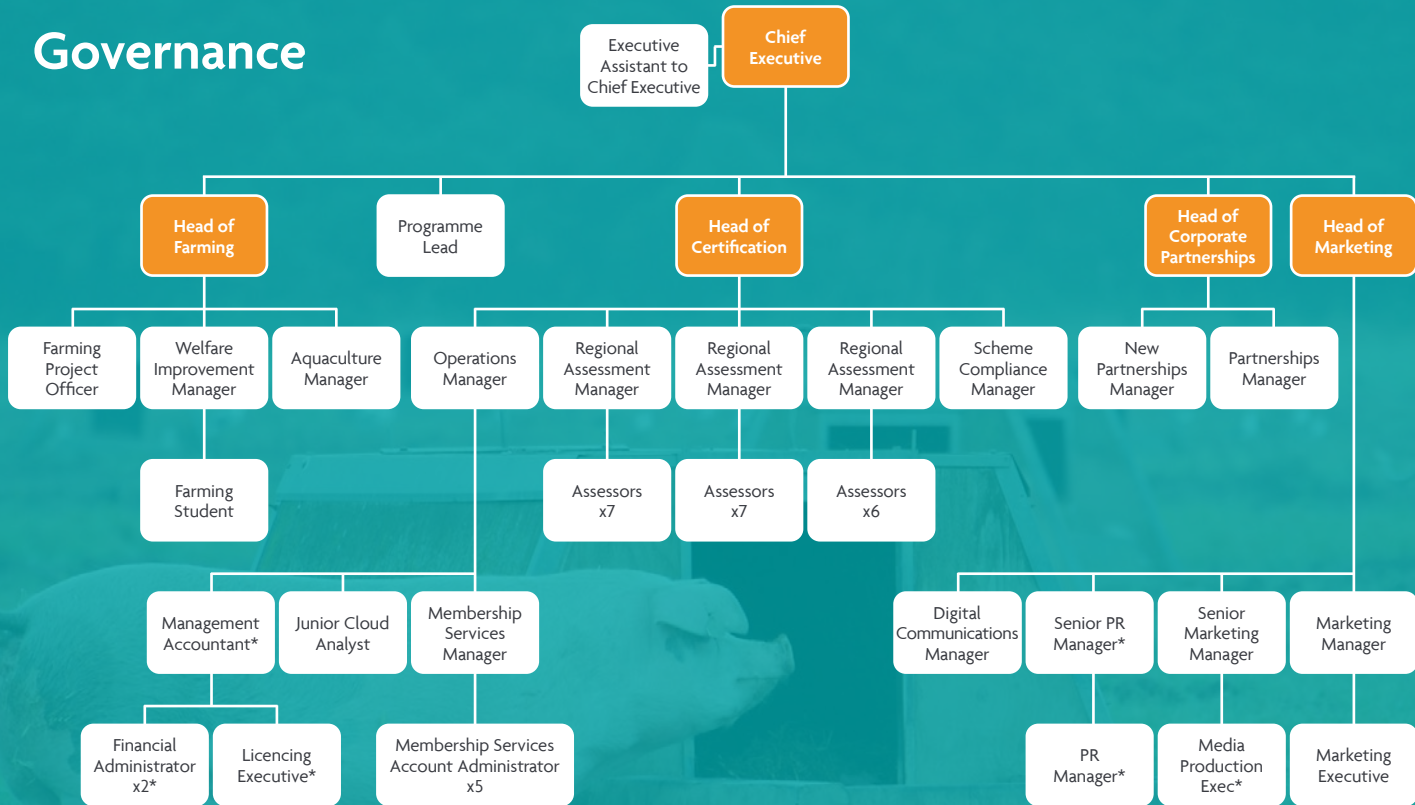 Governance
Executive
Assistant to
Chief Executive
Chief
Executive
Head of
Farming
Programme
Lead
Head of
Certification
Head of
Corporate
Partnerships
Head of
Marketing
Farming
Project
Officer
Welfare
Improvement
Manager
Aquaculture
Manager
Operations
Manager
Regional
Assessment
Manager
Regional
Assessment
Manager
Regional
Assessment
Manager
Scheme
Compliance
Manager
New
Partnerships
Manager
Partnerships
Manager
Farming
Student
Assessors
x7
Assessors
x7
Assessors
x6
Management
Accountant*
Junior Cloud
Analyst
Membership
Services
Manager
Digital
Communications
Manager
Senior PR
Manager*
Senior
Marketing
Manager
Marketing
Manager
Financial
Administrator
x2*
Licencing
Executive*
Membership Services
Account Administrator
x5
PR
Manager*
Media
Production
Exec*
Marketing
Executive